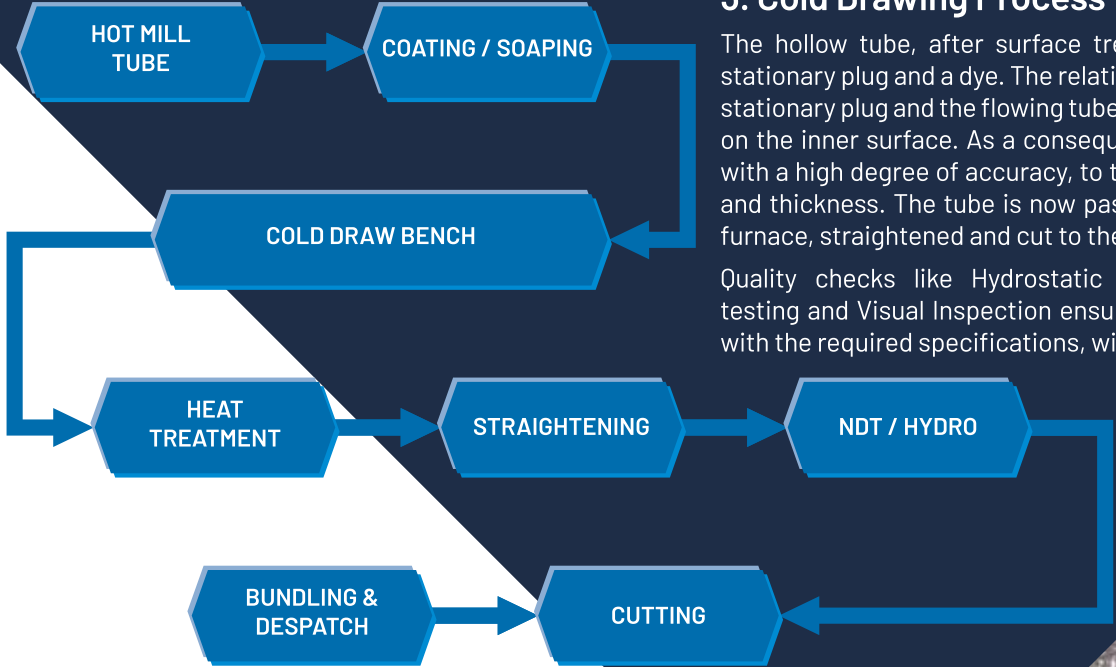 HOT MILL
TUBE
COATING / SOAPING
COLD DRAW BENCH
HEAT
TREATMENT
STRAIGHTENING
NDT / HYDRO
BUNDLING &
DESPATCH
CUTTING
Cold Drawing Process
The hollow tube, after surface
stationary plug and a dye. The
stationary plug and the flowing tube
on the inner surface. As a
with a high degree of accuracy, to
and thickness. The tube is now
furnace, straightened and cut to
Quality checks like Hydrostatic
testing and Visual Inspection
with the required specifications,